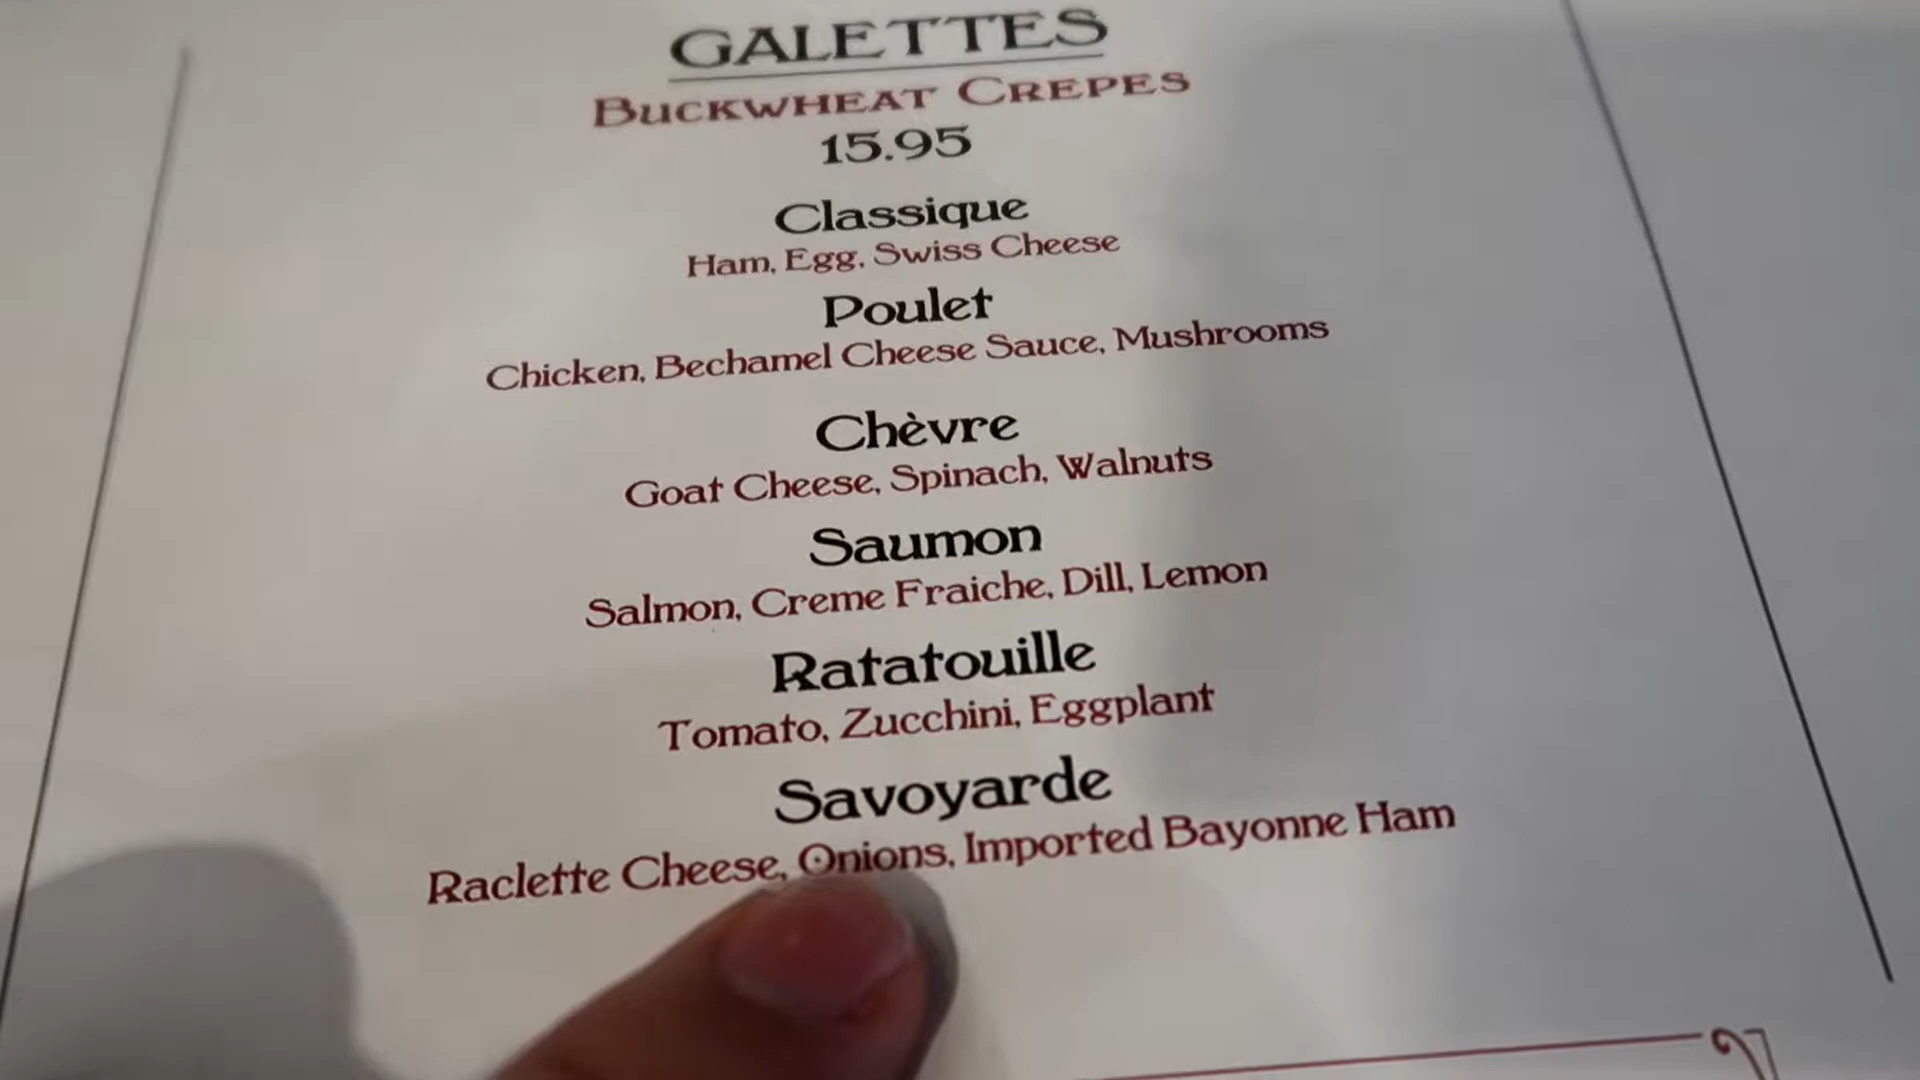 GALETTES
BUCKWHEAT CREPES
15.95
Classique
Ham, Egg, Swiss Cheese
Poulet
Chicken, Bechamel Cheese Sauce, Mushrooms
Chèvre
Goat Cheese, Spinach, Walnuts
Saumon
Salmon, Creme Fraiche, Dill, Lemon
Ratatouille
Tomato, Zucchini, Eggplant
Savoyarde
Raclette Cheese, Onions, Imported Bayonne Ham